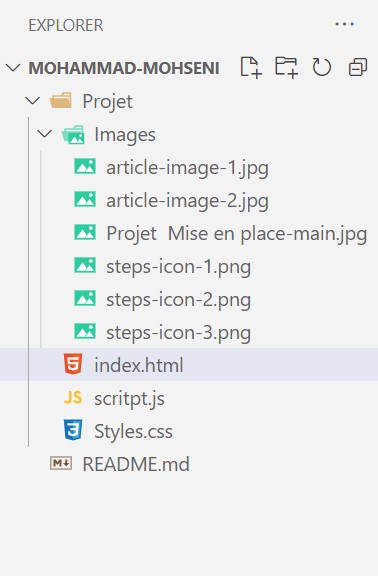 EXPLORER
MOHAMMAD-MOHSENI
Projet
Images
article-image-1.jpg
article-image-2.jpg
Projet  Mise en place-main.jpg
steps-icon-1.png
steps-icon-2.png
steps-icon-3.png
index.html
JS scritpt.js
Styles.css
README.md